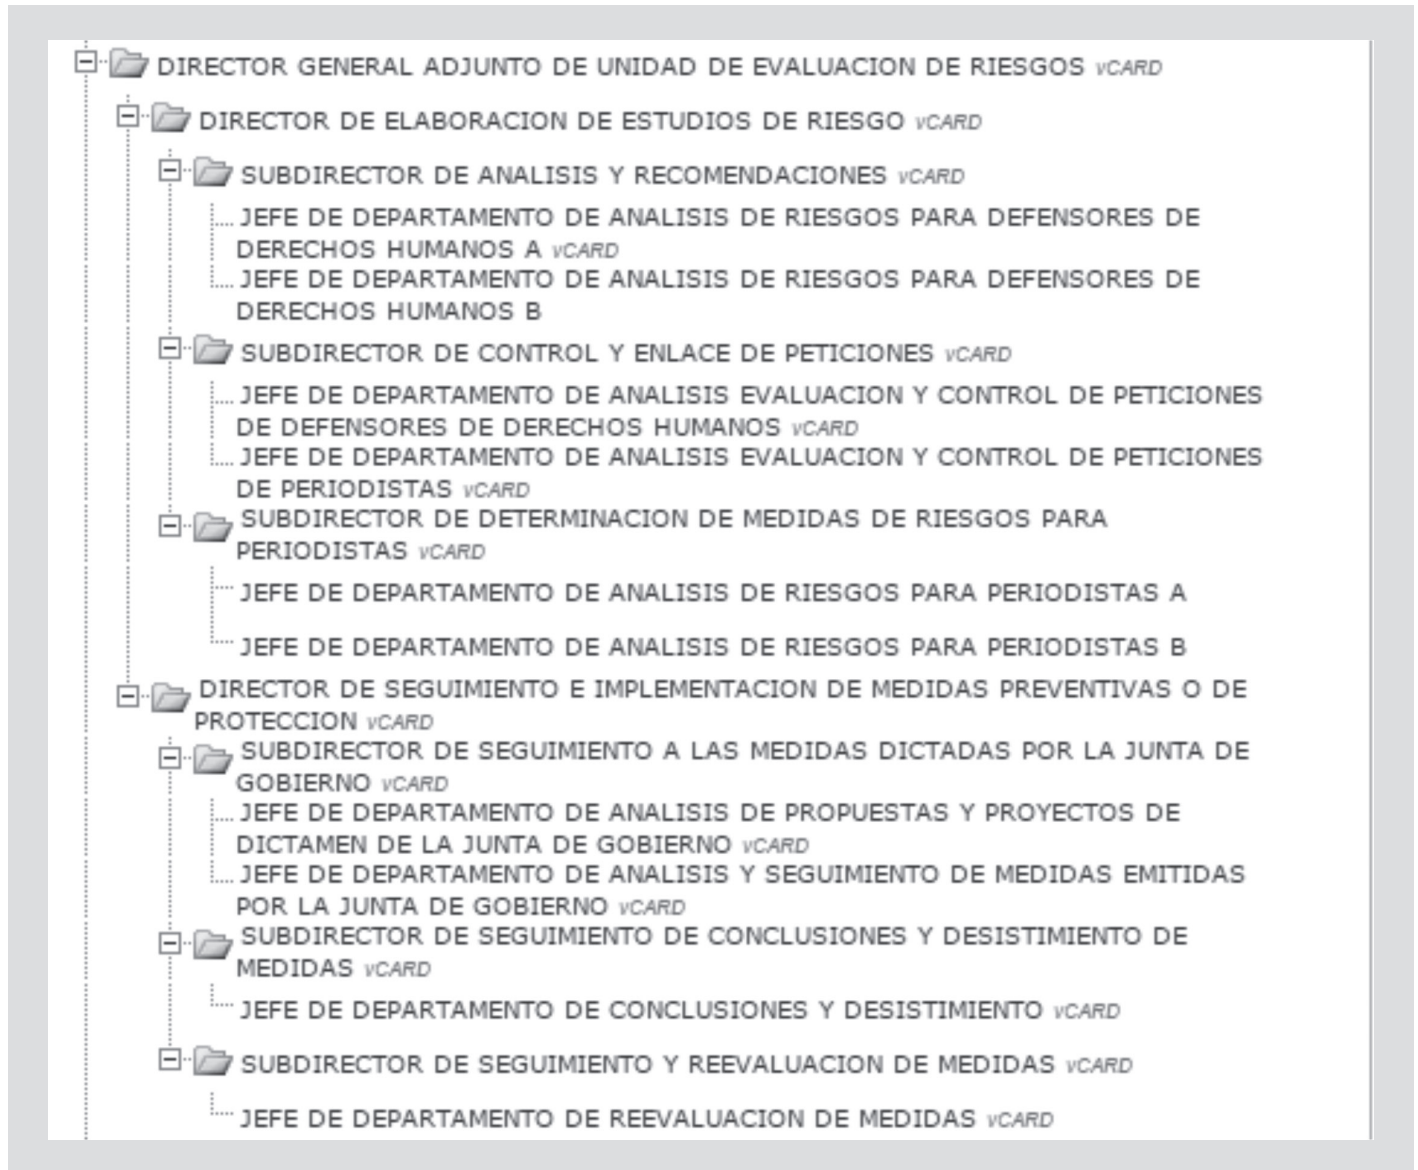 DIRECTOR GENERAL ADJUNTO DE UNIDAD DE EVALUACION DE RIESGOS vCARD
DIRECTOR DE ELABORACION DE ESTUDIOS DE RIESGO vCARD
SUBDIRECTOR DE ANALISIS Y RECOMENDACIONES vCARD
JEFE DE DEPARTAMENTO DE ANALISIS DE RIESGOS PARA DEFENSORES DE
DERECHOS HUMANOS A vCARD
JEFE DE DEPARTAMENTO DE ANALISIS DE RIESGOS PARA DEFENSORES DE
DERECHOS HUMANOS B
SUBDIRECTOR DE CONTROL Y ENLACE DE PETICIONES vCARD
JEFE DE DEPARTAMENTO DE ANALISIS EVALUACION Y CONTROL DE PETICIONES
DE DEFENSORES DE DERECHOS HUMANOS vCARD
JEFE DE DEPARTAMENTO DE ANALISIS EVALUACION Y CONTROL DE PETICIONES
DE PERIODISTAS vCARD
SUBDIRECTOR DE DETERMINACION DE MEDIDAS DE RIESGOS PARA
PERIODISTAS vCARD
JEFE DE DEPARTAMENTO DE ANALISIS DE RIESGOS PARA PERIODISTAS A
JEFE DE DEPARTAMENTO DE ANALISIS DE RIESGOS PARA PERIODISTAS B
DIRECTOR DE SEGUIMIENTO E IMPLEMENTACION DE MEDIDAS PREVENTIVAS O DE
PROTECCION vCARD
SUBDIRECTOR DE SEGUIMIENTO A LAS MEDIDAS DICTADAS POR LA JUNTA DE
GOBIERNO vCARD
JEFE DE DEPARTAMENTO DE ANALISIS DE PROPUESTAS Y PROYECTOS DE
DICTAMEN DE LA JUNTA DE GOBIERNO vCARD
JEFE DE DEPARTAMENTO DE ANALISIS Y SEGUIMIENTO DE MEDIDAS EMITIDAS
POR LA JUNTA DE GOBIERNO vCARD
SUBDIRECTOR DE SEGUIMIENTO DE CONCLUSIONES Y DESISTIMIENTO DE
MEDIDAS vCARD
JEFE DE DEPARTAMENTO DE CONCLUSIONES Y DESISTIMIENTO vCARD
SUBDIRECTOR DE SEGUIMIENTO Y REEVALUACION DE MEDIDAS vCARD
JEFE DE DEPARTAMENTO DE REEVALUACION DE MEDIDAS vCARD